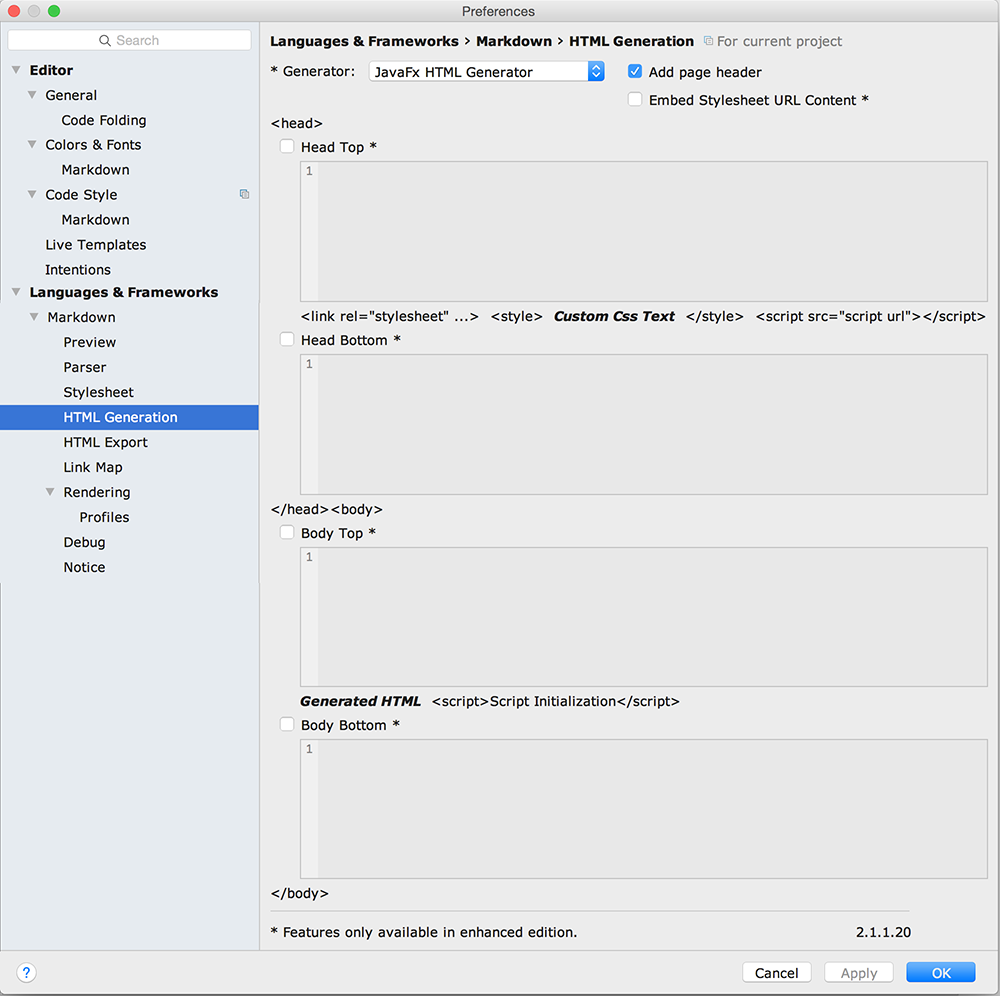 Preferences
Search
Editor
General
Code Folding
Colors & Fonts
Markdown
Code Style
Markdown
Live Templates
Intentions
Languages & Frameworks
Markdown
Preview
Parser
Stylesheet
HTML Generation
HTML Export
Link Map
Rendering
Profiles
Debug
Notice
Languages & Frameworks › Markdown › HTML Generation For current project
* Generator: JavaFx HTML Generator Add page header
Embed Stylesheet URL Content *
<head>
Head Top *
1
<link rel="stylesheet" ...> <style> Custom Css Text </style> <script src="script url"></script>
Head Bottom *
1
</head><body>
Body Top *
1
Generated HTML <script>Script Initialization</script>
Body Bottom *
1
</body>
* Features only available in enhanced edition. 2.1.1.20
? Cancel Apply OK